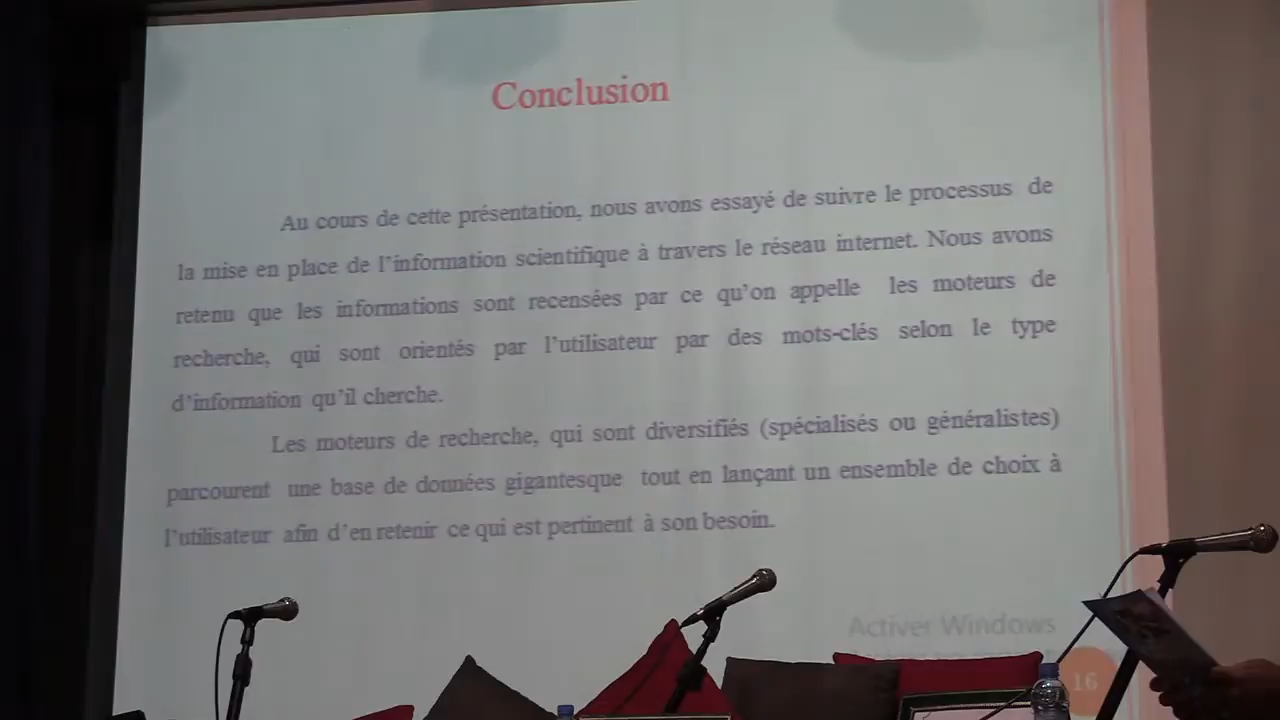 Conclusion
Au cours de cette présentation, nous avons essayé de suivre le processus de
la mise en place de l'information scientifique à travers le réseau internet. Nous avons
retenu que les informations sont recensées par ce qu'on appelle les moteurs de
recherche, qui sont orientés par l'utilisateur par des mots-clés selon le type
d'information qu'il cherche.
Les moteurs de recherche, qui sont diversifiés (spécialisés ou généralistes)
parcourent une base de données gigantesque tout en lançant un ensemble de choix à
l'utilisateur afin d'en retenir ce qui est pertinent à son besoin.
Activer Windows
16